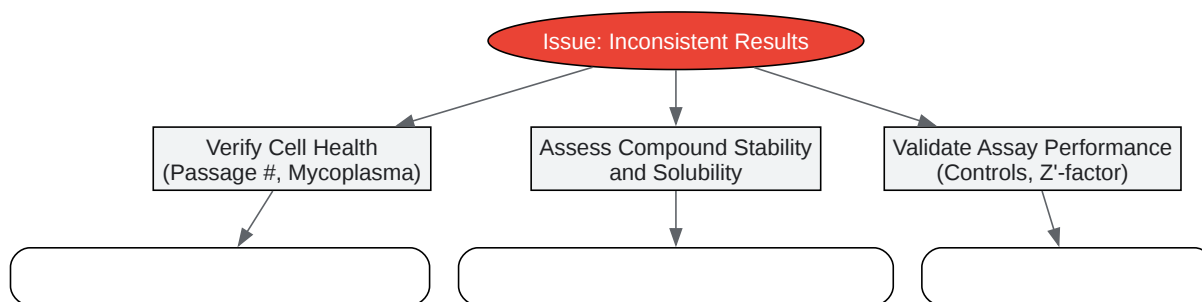 Issue: Inconsistent Results
Verify Cell Health
(Passage #, Mycoplasma)
Assess Compound Stability
and Solubility
Validate Assay Performance
(Controls, Z'-factor)